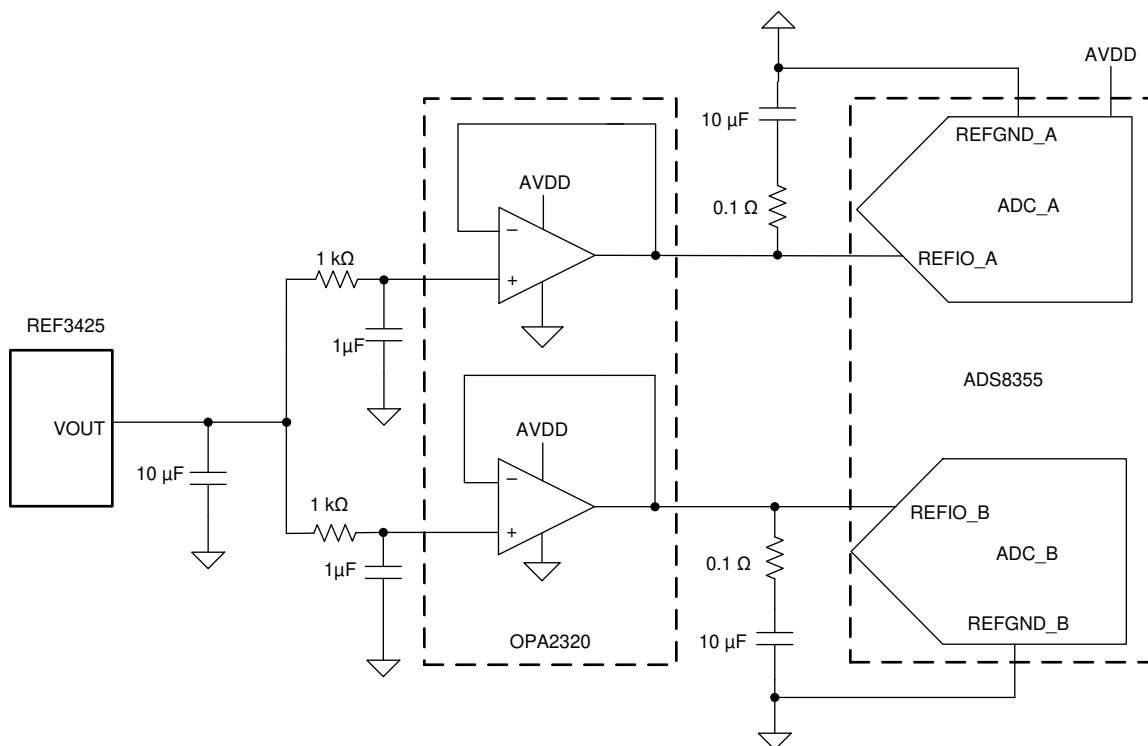 AVDD
10 µF
REFGND_A
AVDD
ADC_A
0.1 Ω
−
1 kΩ
REFIO_A
+
REF3425
1µF
ADS8355
VOUT
AVDD
10 µF
−
1 kΩ
REFIO_B
+
ADC_B
0.1 Ω
1µF
REFGND_B
OPA2320
10 µF